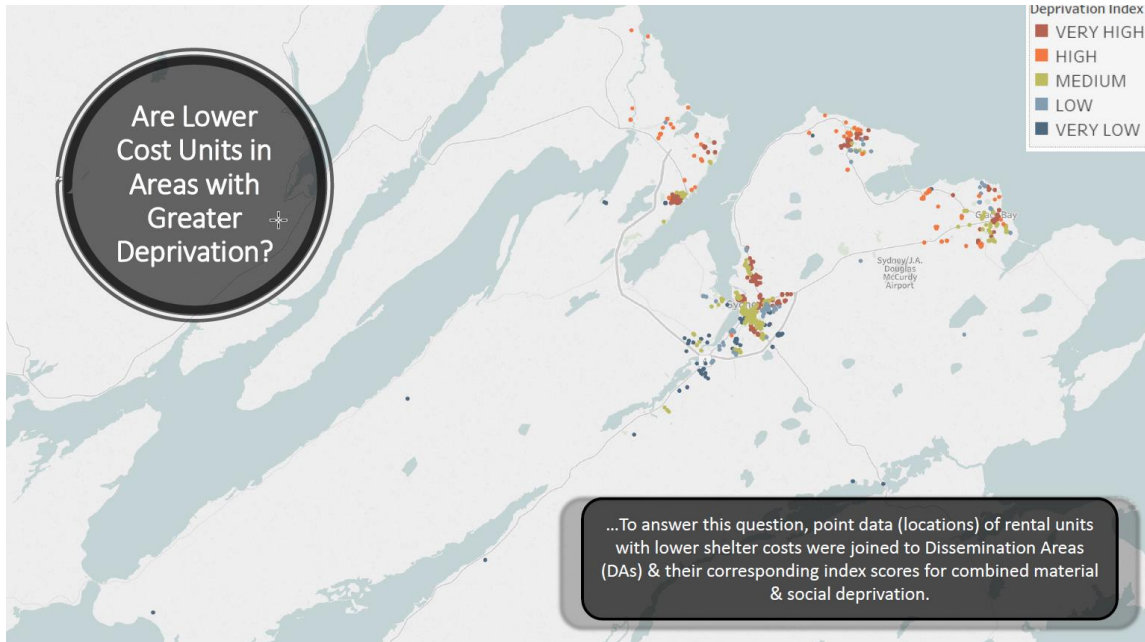 Deprivation Index
VERY HIGH
HIGH
MEDIUM
LOW
VERY LOW
Are Lower
Cost Units in
Areas with
Greater
Deprivation?
Glace Bay
Sydney/J.A.
Douglas
McCurdy
Airport
...To answer this question, point data (locations) of rental units
with lower shelter costs were joined to Dissemination Areas
(DAs) & their corresponding index scores for combined material
& social deprivation.